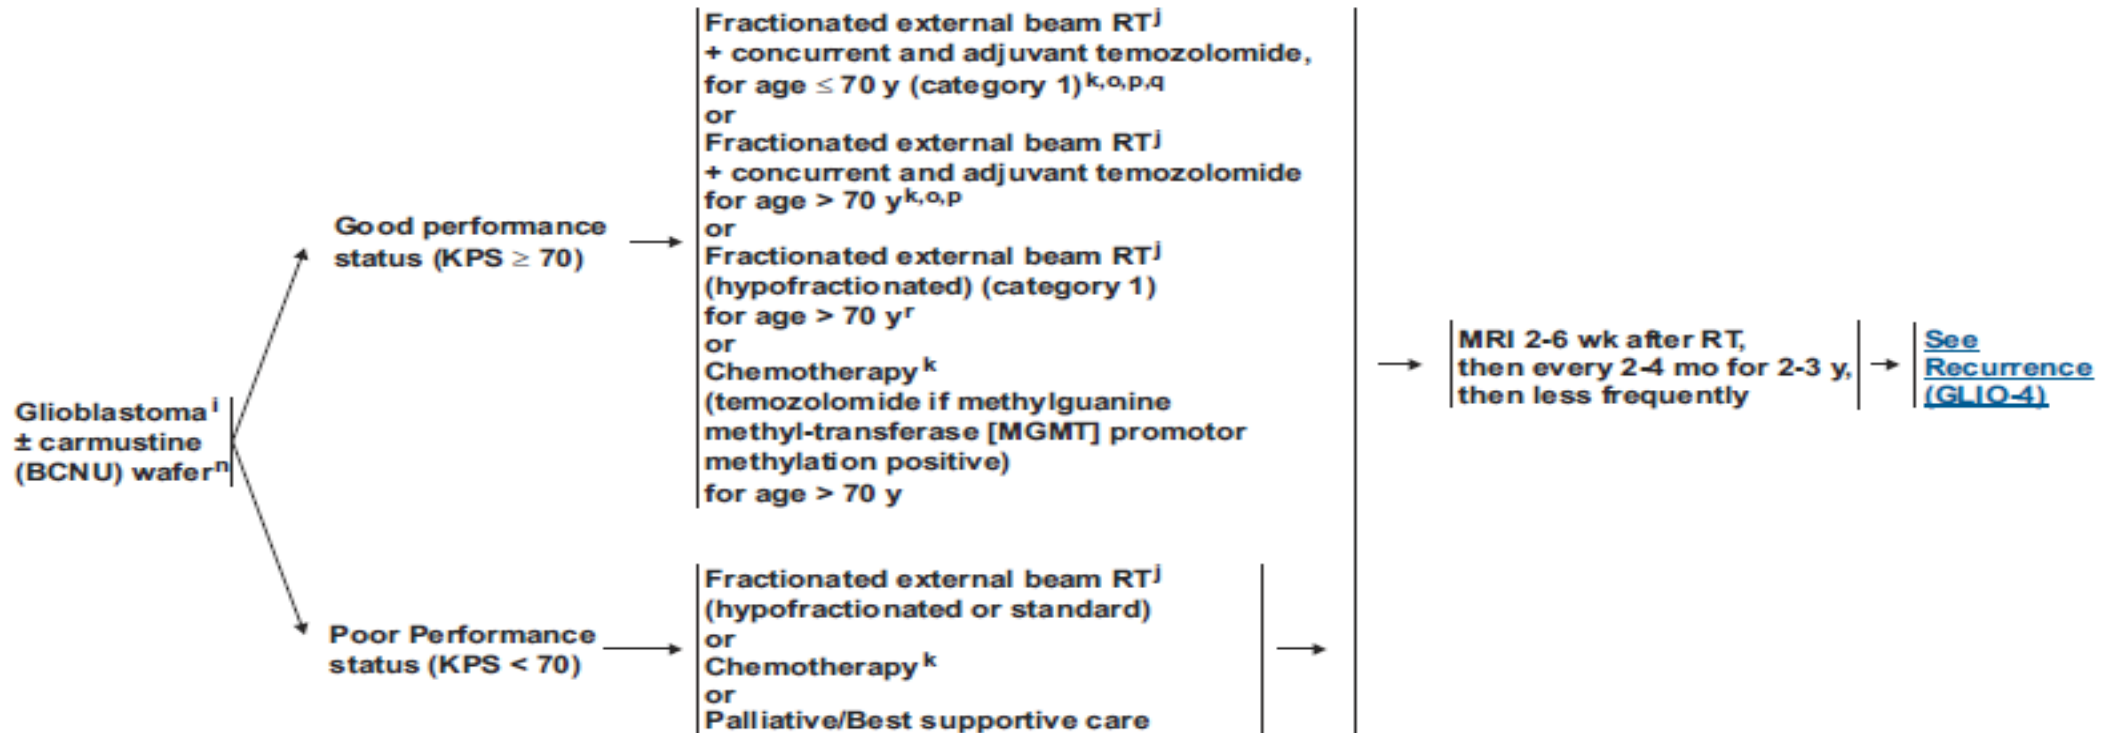 Glioblastoma i
± carmustine
(BCNU) wafer n
Good performance
status (KPS ≥ 70)
Fractionated external beam RT j
+ concurrent and adjuvant temozolomide,
for age ≤ 70 y (category 1) k,o,p,q
or
Fractionated external beam RT j
+ concurrent and adjuvant temozolomide
for age > 70 y k,o,p
or
Fractionated external beam RT j
(hypofractionated) (category 1)
for age > 70 y r
or
Chemotherapy k
(temozolomide if methylguanine
methyl-transferase [MGMT] promotor
methylation positive)
for age > 70 y
Poor Performance
status (KPS < 70)
Fractionated external beam RT j
(hypofractionated or standard)
or
Chemotherapy k
or
Palliative/Best supportive care
MRI 2-6 wk after RT,
then every 2-4 mo for 2-3 y,
then less frequently
See
Recurrence
(GLIO-4)